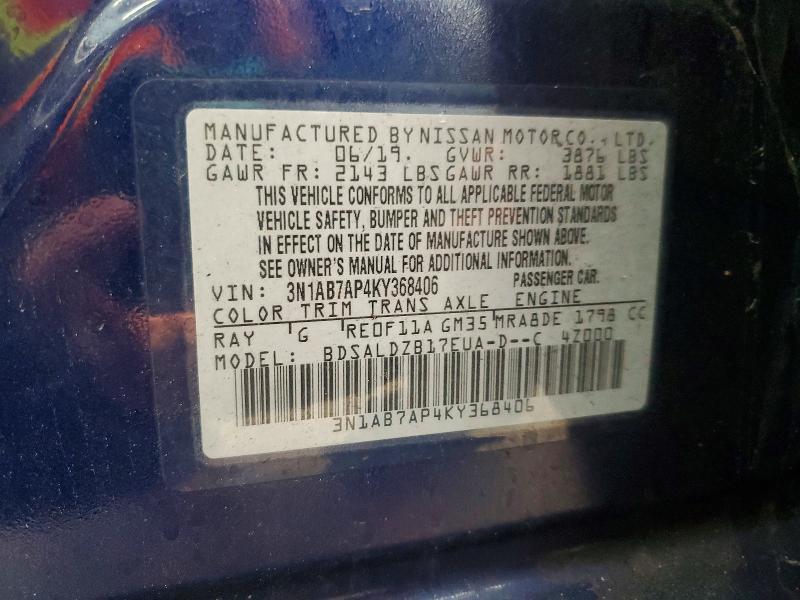 MANUFACTURED BY NISSAN MOTOR CO., LTD.
DATE: 06/19. GVWR: 3876 LBS
GAWR FR: 2143 LBS GAWR RR: 1881 LBS
THIS VEHICLE CONFORMS TO ALL APPLICABLE FEDERAL MOTOR
VEHICLE SAFETY, BUMPER AND THEFT PREVENTION STANDARDS
IN EFFECT ON THE DATE OF MANUFACTURE SHOWN ABOVE.
SEE OWNER'S MANUAL FOR ADDITIONAL INFORMATION.
VIN: 3N1AB7AP4KY368406 PASSENGER CAR.
COLOR TRIM TRANS AXLE ENGINE
RAY G RE0F11A GM35 MRA8DE 1798 CC
MODEL: BDSALDZB17EUA-D--C 4Z000
3N1AB7AP4KY368406